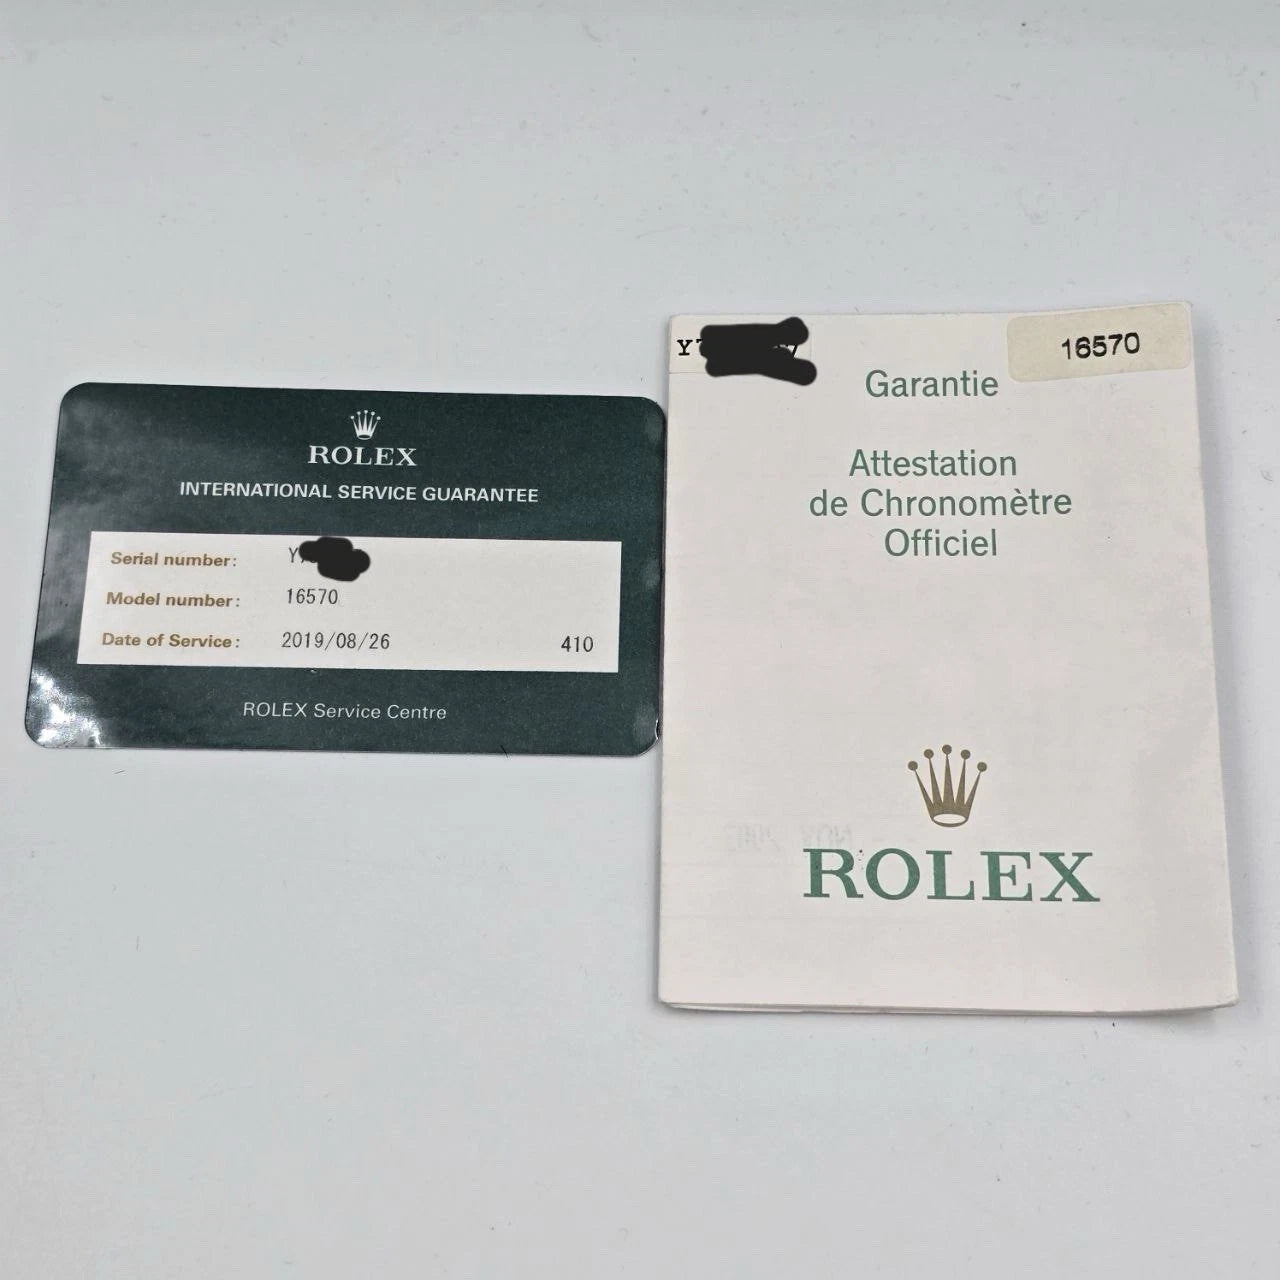 ROLEX
INTERNATIONAL SERVICE GUARANTEE
Serial number: Y
Model number: 16570
Date of Service: 2019/08/26 410
ROLEX Service Centre
Y7 16570
Garantie
Attestation
de Chronomètre
Officiel
ROLEX